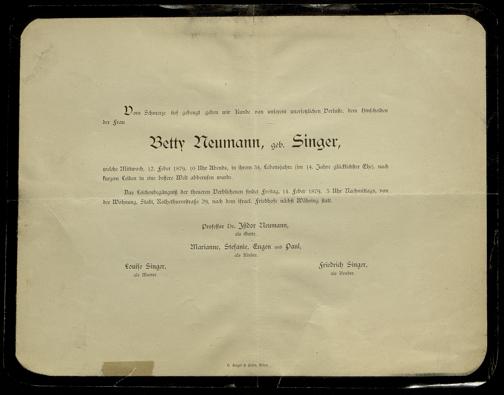 Vom Schmerze tief gebeugt geben wir Kunde von unserem unersetzlichen Verluste, dem Hinscheiden
der Frau
Betty Neumann, geb. Singer,
welche Mittwoch, 12. Feber 1879, 10 Uhr Abends, in ihrem 34. Lebensjahre (im 14. Jahre glücklichster Ehe), nach
kurzen Leiden in eine bessere Welt abberufen wurde.
Das Leichenbegängniß der theueren Verblichenen findet Freitag, 14. Feber 1879, 3 Uhr Nachmittags, von
der Wohnung, Stadt, Rothethurmstraße 29, nach dem israel. Friedhofe nächst Währing statt.
Professor Dr. Isidor Neumann,
als Gatte.
Marianne, Stefanie, Eugen und Paul,
als Kinder.
Louise Singer,
als Mutter.
Friedrich Singer,
als Bruder.